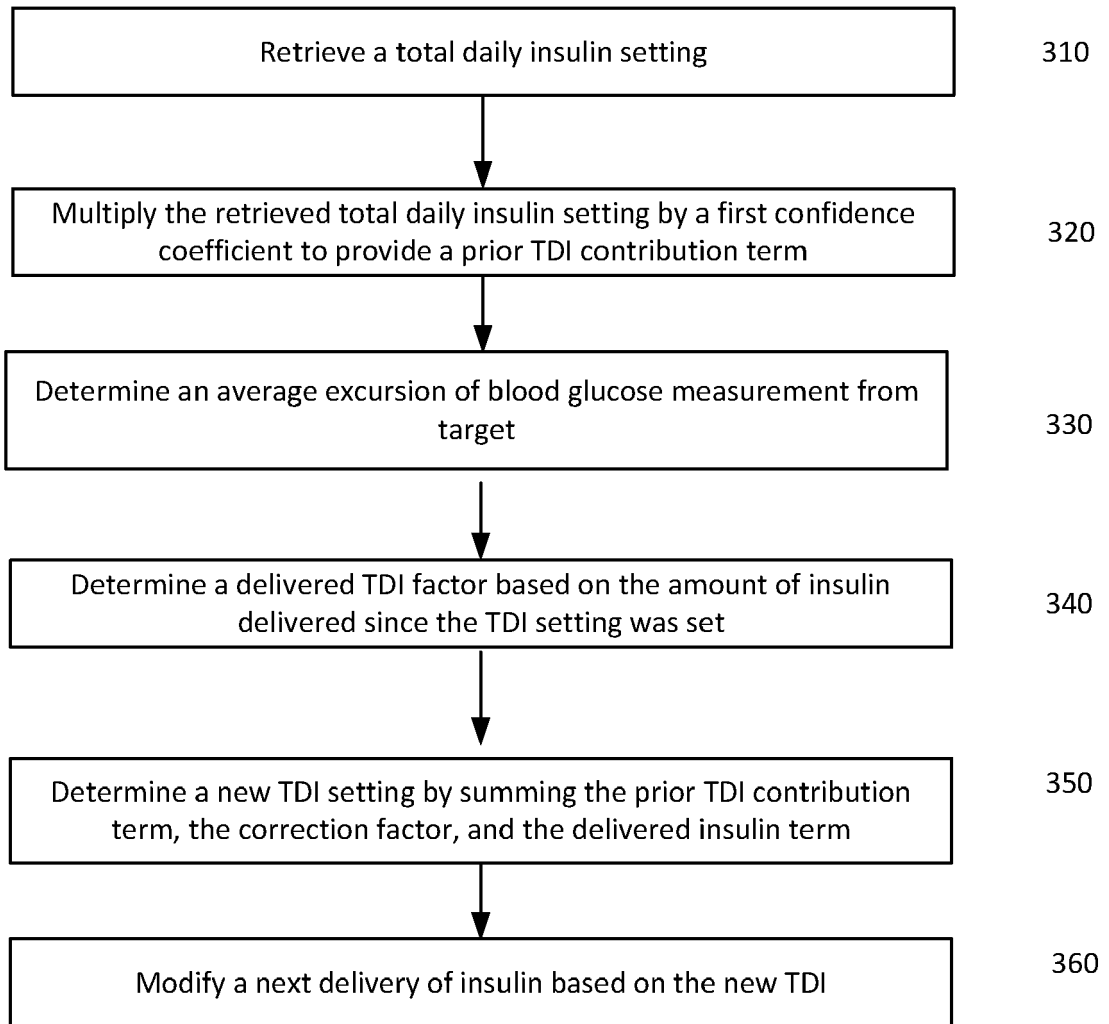 Retrieve a total daily insulin setting
310
Multiply the retrieved total daily insulin setting by a first confidence
coefficient to provide a prior TDI contribution term
320
Determine an average excursion of blood glucose measurement from
target
330
Determine a delivered TDI factor based on the amount of insulin
delivered since the TDI setting was set
340
Determine a new TDI setting by summing the prior TDI contribution
term, the correction factor, and the delivered insulin term
350
Modify a next delivery of insulin based on the new TDI
360